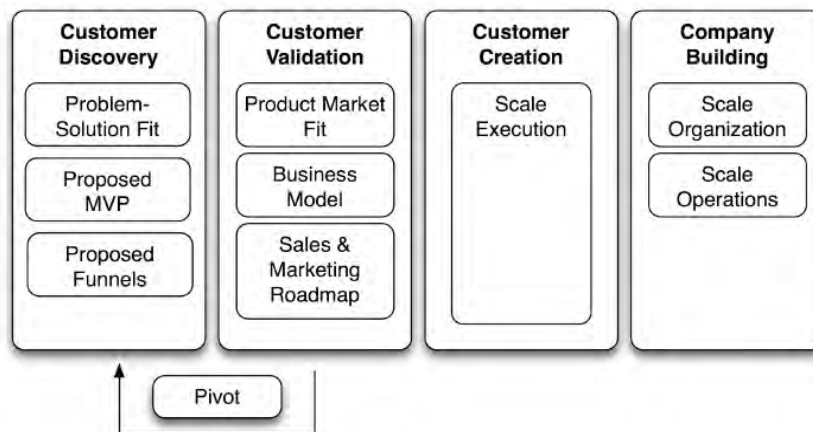 Customer
Discovery
Problem-
Solution Fit
Proposed
MVP
Proposed
Funnels
Customer
Validation
Product Market
Fit
Business
Model
Sales &
Marketing
Roadmap
Customer
Creation
Scale
Execution
Company
Building
Scale
Organization
Scale
Operations
Pivot